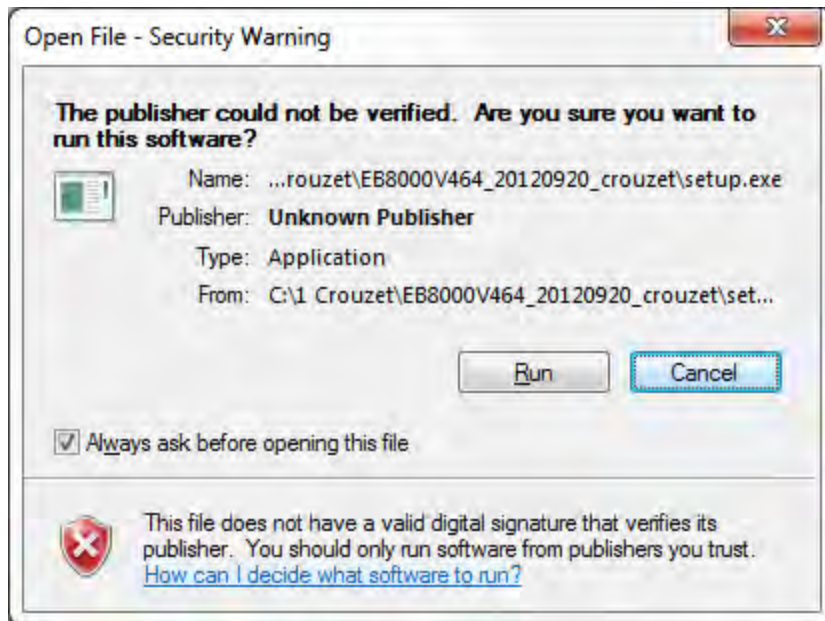 Open File - Security Warning
The publisher could not be verified. Are you sure you want to
run this software?
Name: ...rouzet\EB8000V464_20120920_crouzet\setup.exe
Publisher: Unknown Publisher
Type: Application
From: C:\1 Crouzet\EB8000V464_20120920_crouzet\set...
Run Cancel
Always ask before opening this file
This file does not have a valid digital signature that verifies its
publisher. You should only run software from publishers you trust.
How can I decide what software to run?